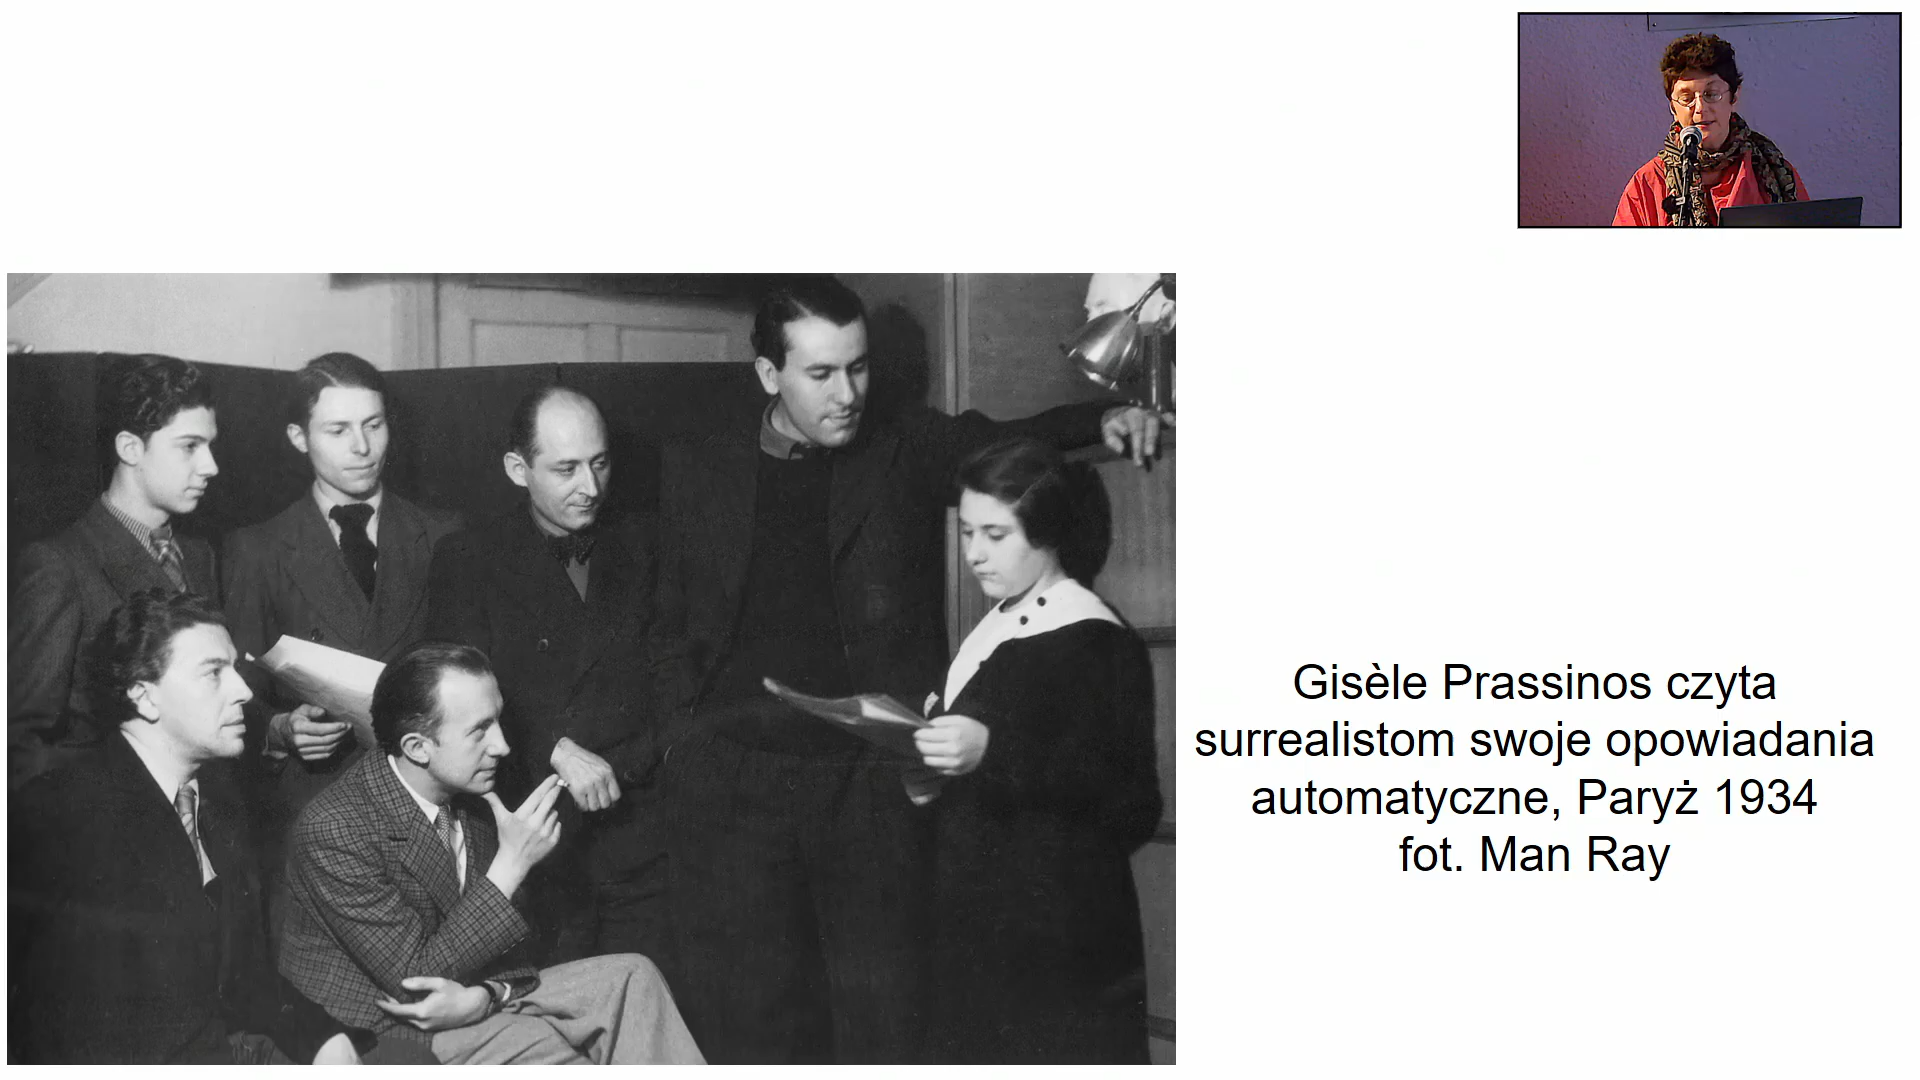 Gisèle Prassinos czyta
surrealistom swoje opowiadania
automatyczne, Paryż 1934
fot. Man Ray